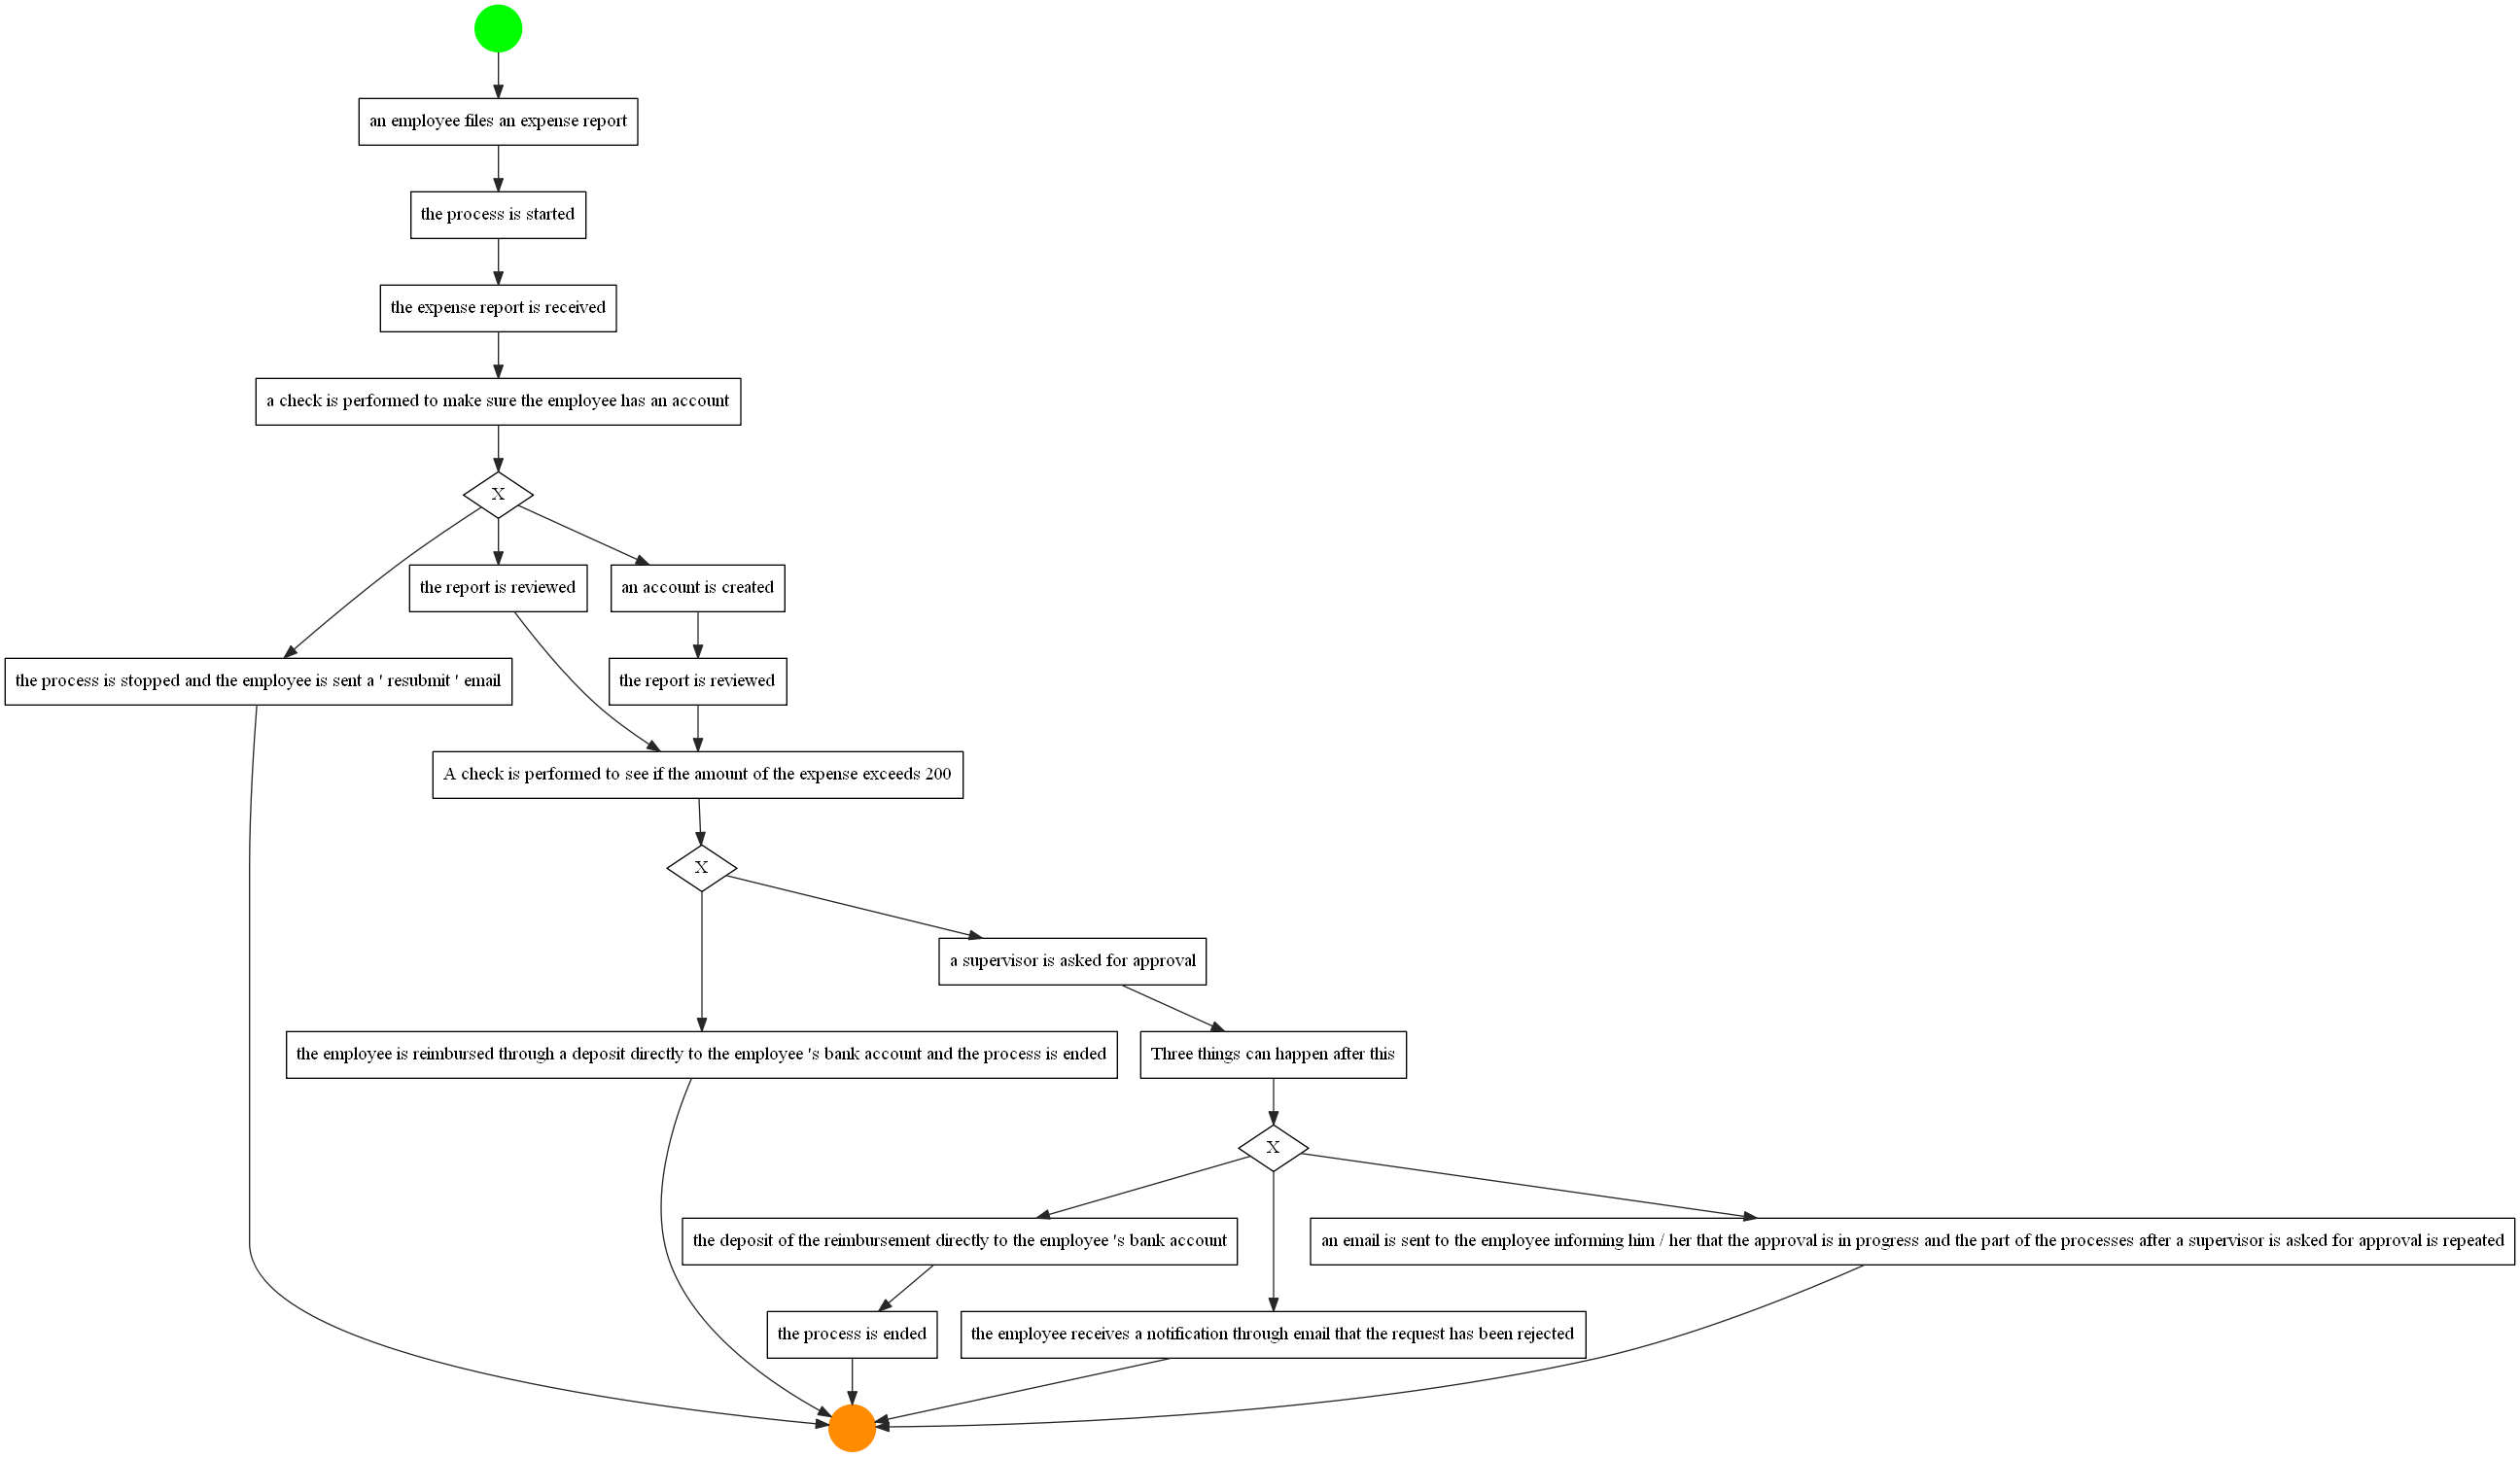 an employee files an expense report
the process is started
the expense report is received
a check is performed to make sure the employee has an account
X
the report is reviewed
an account is created
the process is stopped and the employee is sent a ' resubmit ' email
the report is reviewed
A check is performed to see if the amount of the expense exceeds 200
X
a supervisor is asked for approval
the employee is reimbursed through a deposit directly to the employee 's bank account and the process is ended
Three things can happen after this
X
the deposit of the reimbursement directly to the employee 's bank account
an email is sent to the employee informing him / her that the approval is in progress and the part of the processes after a supervisor is asked for approval is repeated
the process is ended
the employee receives a notification through email that the request has been rejected